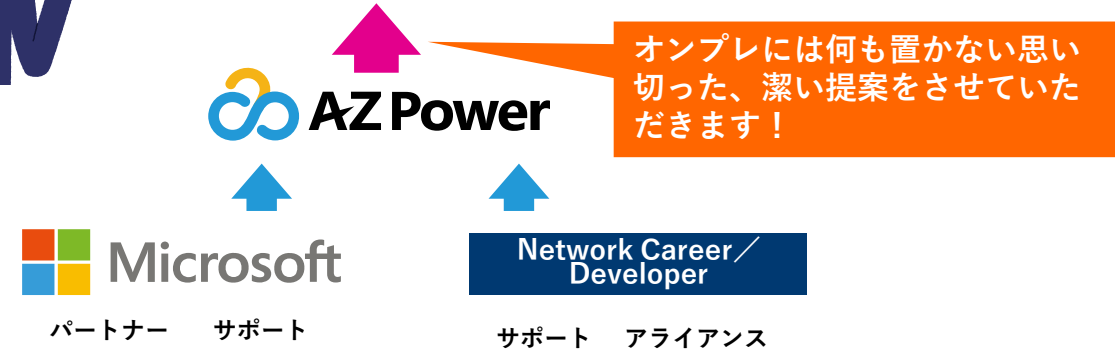 オンプレには何も置かない思い
切った、潔い提案をさせていた
だきます！
AZ Power
Microsoft
Network Career／
Developer
パートナー　サポート
サポート　アライアンス